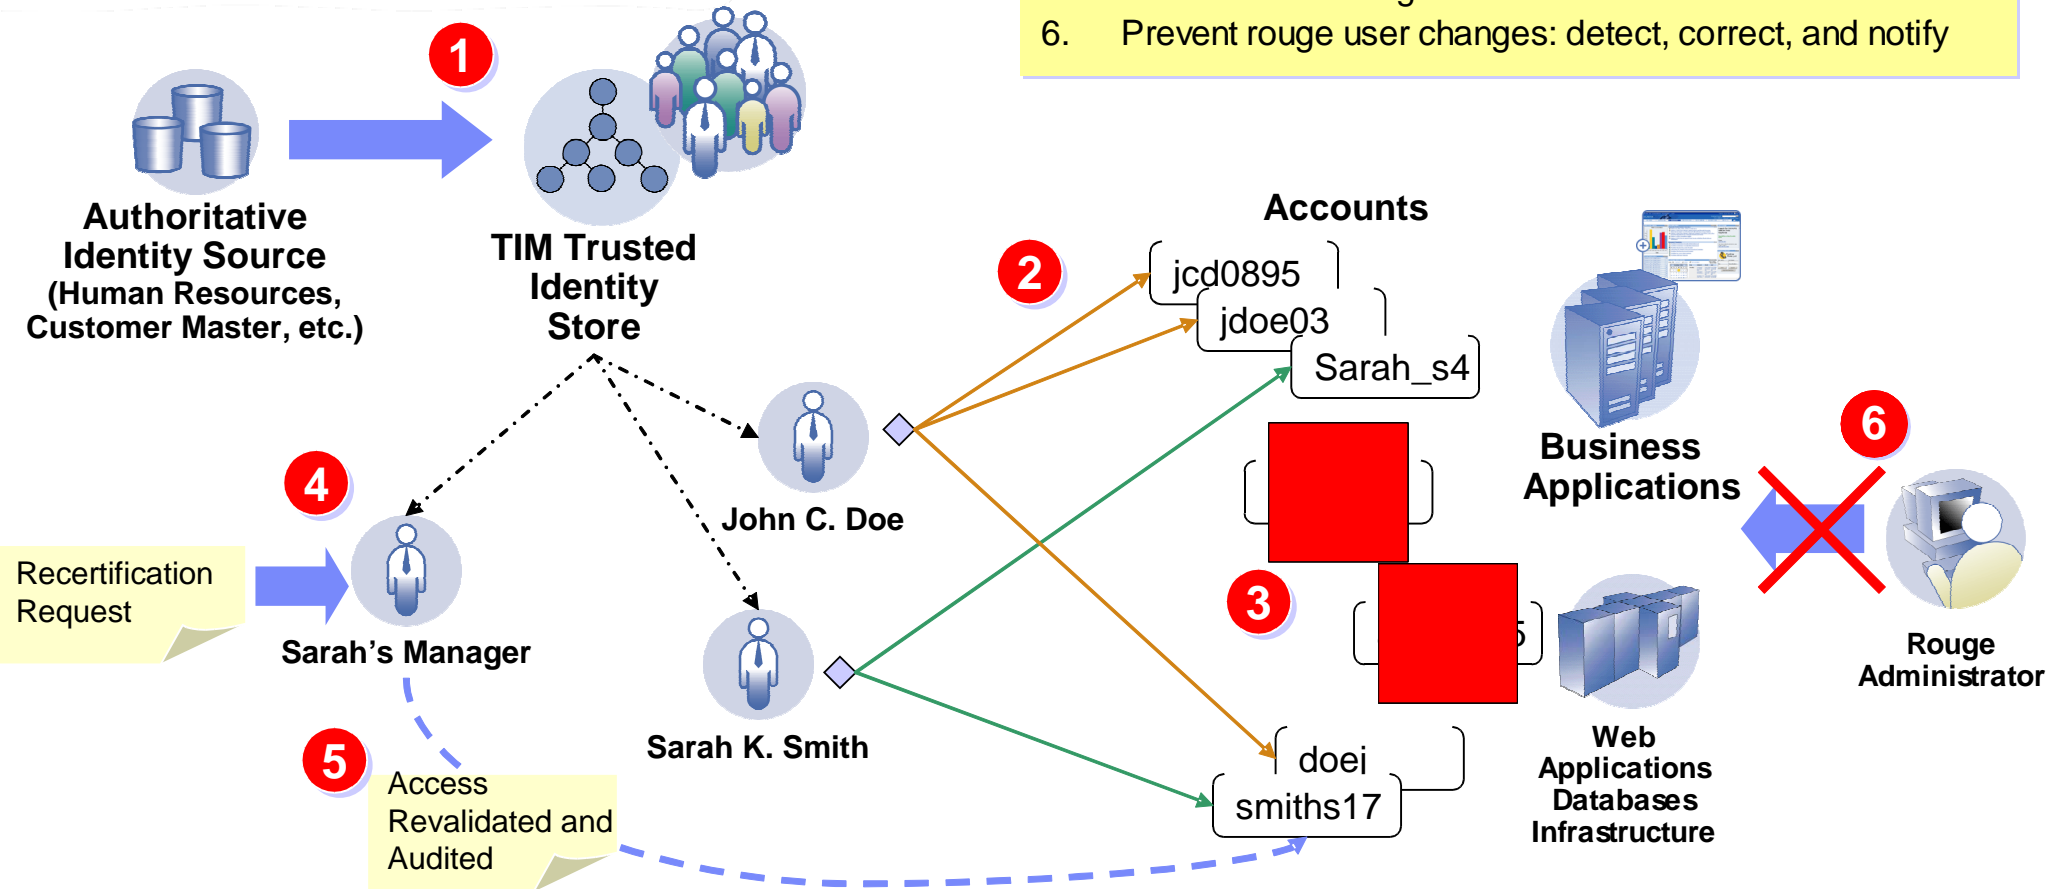 6. Prevent rouge user changes: detect, correct, and notify
1
Authoritative
Identity Source
(Human Resources,
Customer Master, etc.)
TIM Trusted
Identity
Store
Accounts
2
jcd0895
jdoe03
Sarah_s4
Business
Applications
6
4
John C. Doe
Recertification
Request
3
5
Sarah’s Manager
Rouge
Administrator
Sarah K. Smith
5
Access
Revalidated and
Audited
doej
smiths17
Web
Applications
Databases
Infrastructure